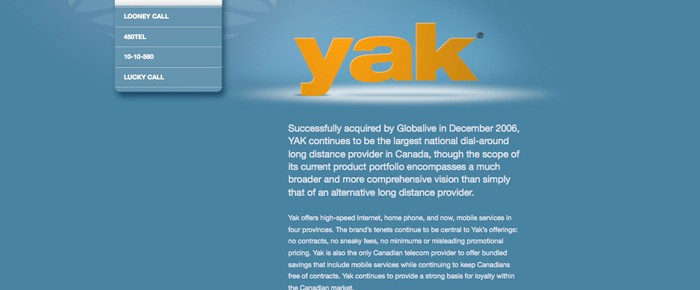 LOONEY CALL
450TEL
10-10-580
LUCKY CALL
yak®
Successfully acquired by Globalive in December 2006,
YAK continues to be the largest national dial-around
long distance provider in Canada, though the scope of
its current product portfolio encompasses a much
broader and more comprehensive vision than simply
that of an alternative long distance provider.
Yak offers high-speed Internet, home phone, and now, mobile services in
four provinces. The brand's tenets continue to be central to Yak's offerings:
no contracts, no sneaky fees, no minimums or misleading promotional
pricing. Yak is also the only Canadian telecom provider to offer bundled
savings that include mobile services while continuing to keep Canadians
free of contracts. Yak continues to provide a strong basis for loyalty within
the Canadian market.